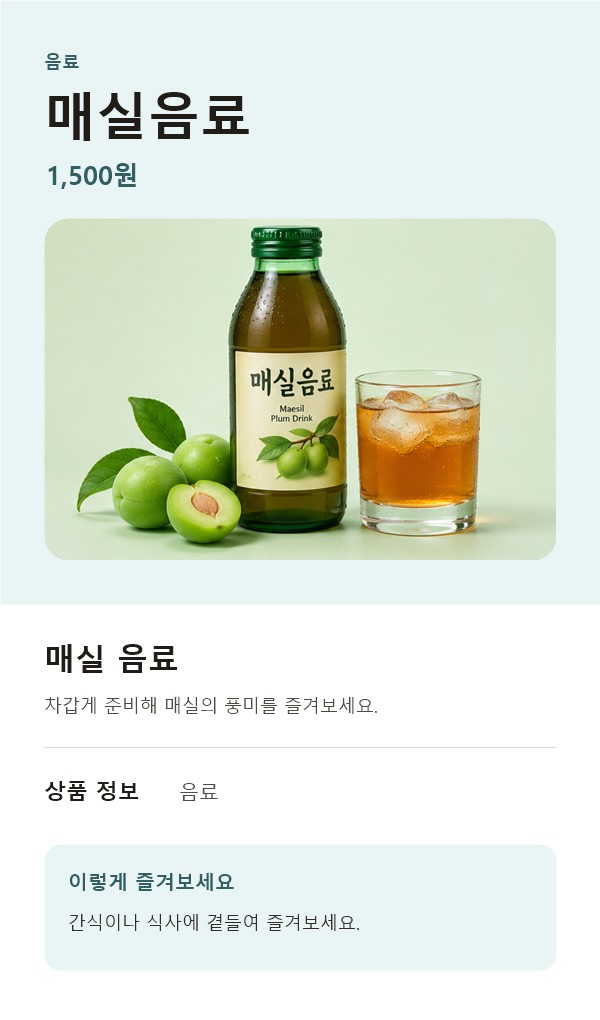 음료
매실음료
1,500원
매실음료
Maesil
Plum Drink
매실 음료
차갑게 준비해 매실의 풍미를 즐겨보세요.
상품 정보 음료
이렇게 즐겨보세요
간식이나 식사에 곁들여 즐겨보세요.